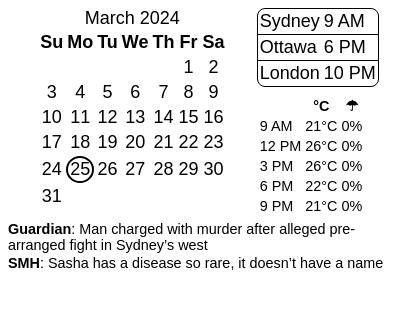 March 2024
Su Mo Tu We Th Fr Sa
1 2
3 4 5 6 7 8 9
10 11 12 13 14 15 16
17 18 19 20 21 22 23
24 25 26 27 28 29 30
31
Sydney 9 AM
Ottawa 6 PM
London 10 PM
°C ☂
9 AM 21°C 0%
12 PM 26°C 0%
3 PM 26°C 0%
6 PM 22°C 0%
9 PM 21°C 0%
Guardian: Man charged with murder after alleged pre-
arranged fight in Sydney’s west
SMH: Sasha has a disease so rare, it doesn’t have a name